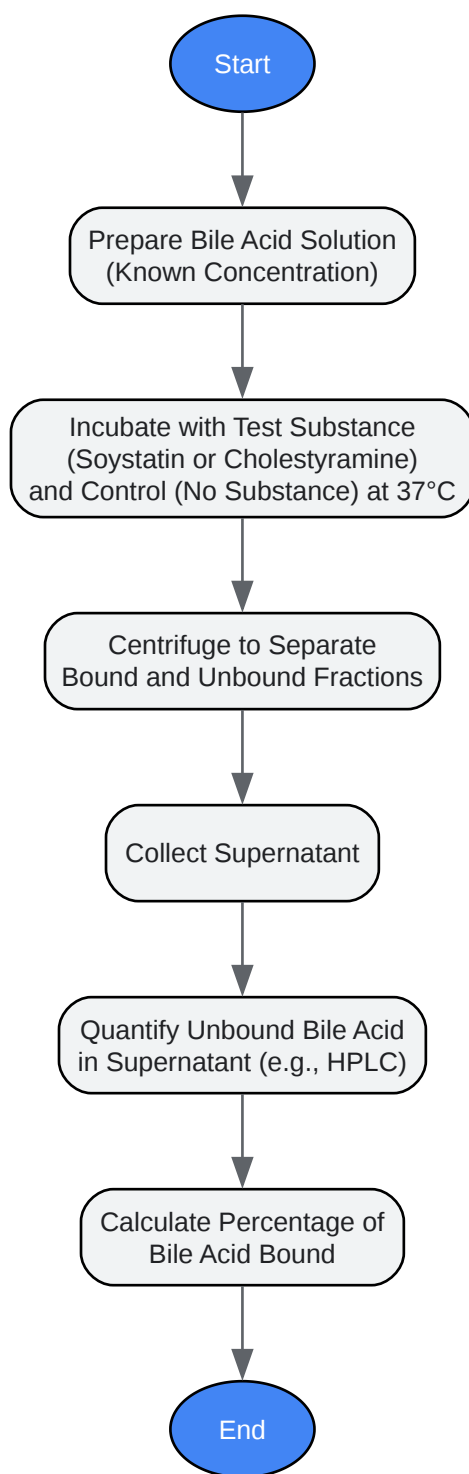 Start
Prepare Bile Acid Solution
(Known Concentration)
Incubate with Test Substance
(Soystatin or Cholestyramine)
and Control (No Substance) at 37°C
Centrifuge to Separate
Bound and Unbound Fractions
Collect Supernatant
Quantify Unbound Bile Acid
in Supernatant (e.g., HPLC)
Calculate Percentage of
Bile Acid Bound
End